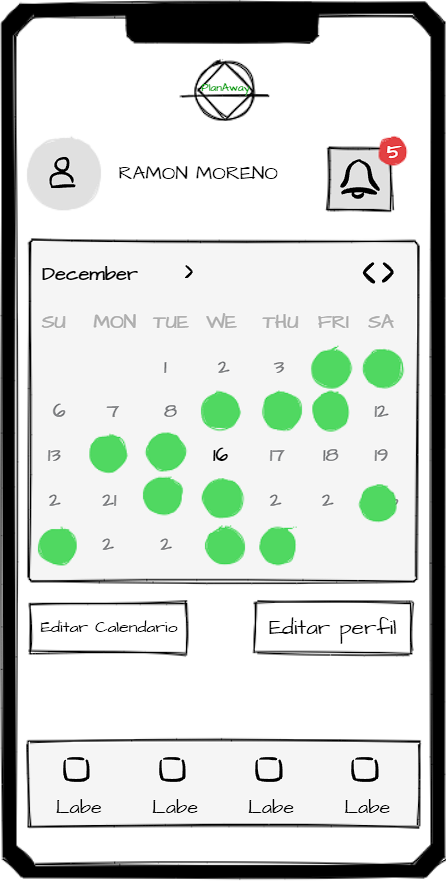 PlanAway
5
RAMON MORENO
December > < >
SU MON TUE WE THU FRI SA
1 2 3
6 7 8 12
13 16 17 18 19
2 21 2 2
2 2
Editar Calendario Editar perfil
Labe Labe Labe Labe